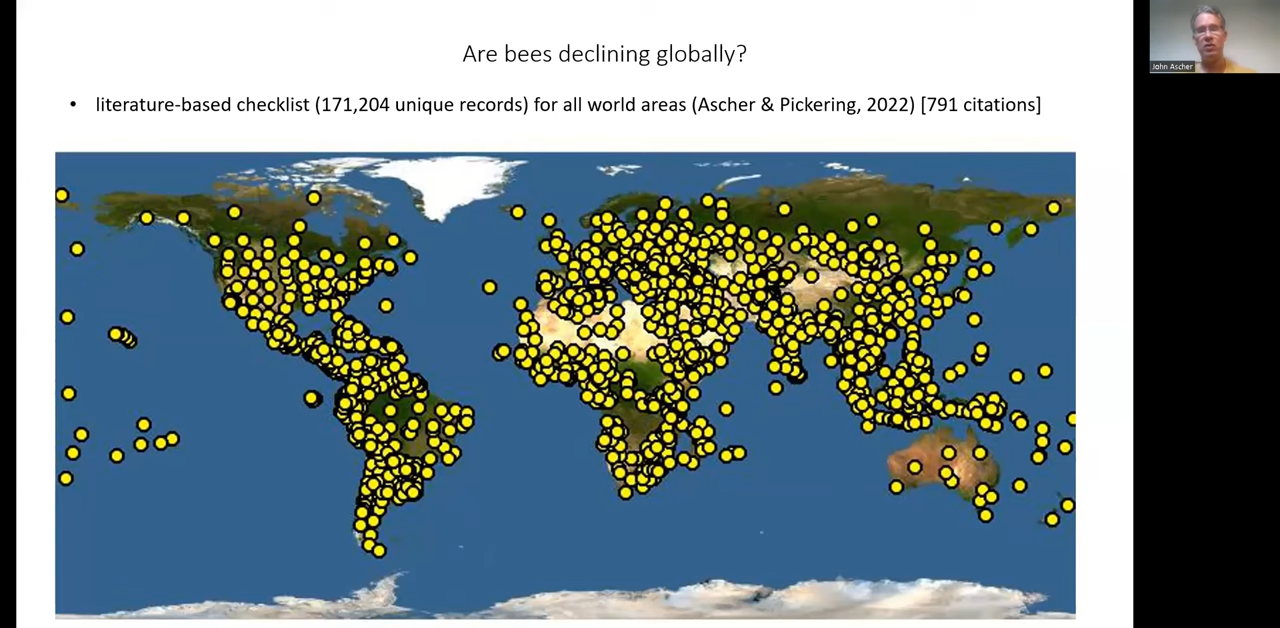 Are bees declining globally?
• literature-based checklist (171,204 unique records) for all world areas (Ascher & Pickering, 2022) [791 citations]
John Ascher